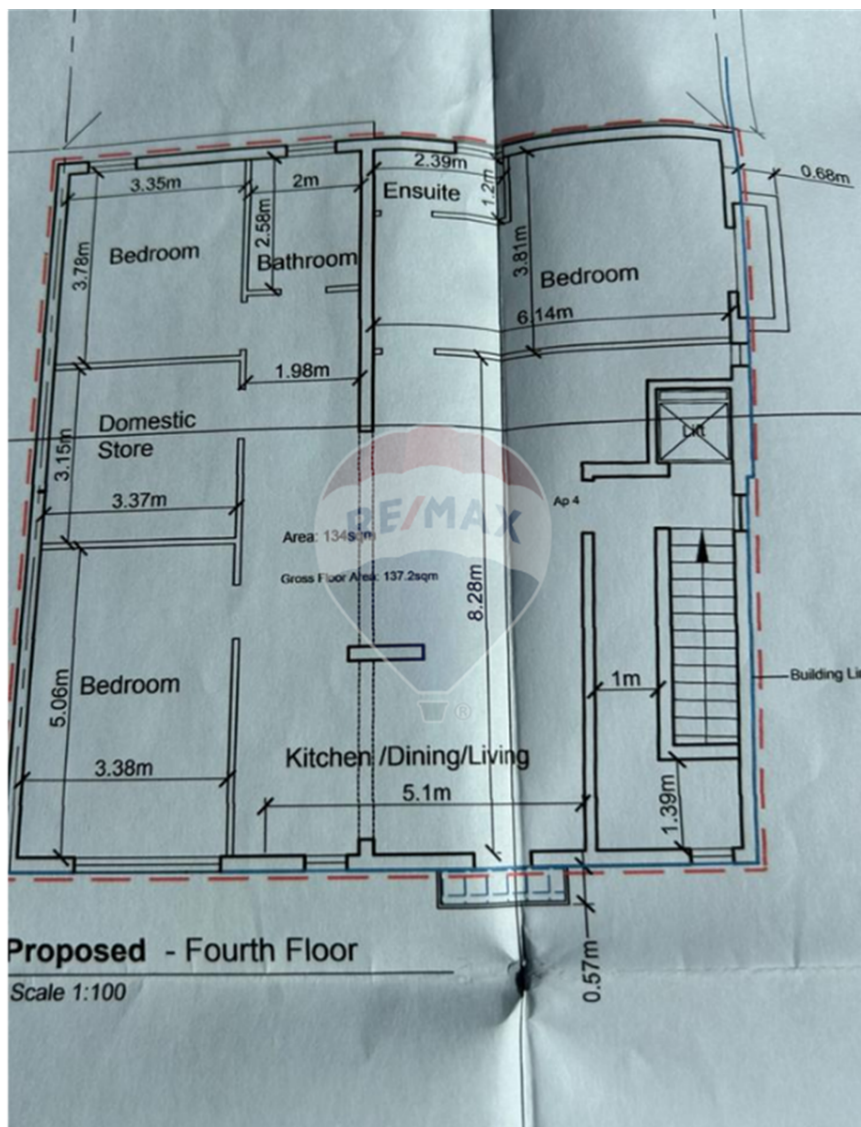 2.39m
0.68m
3.35m
2m
Ensuite
1.2m
2.58m
3.78m
Bedroom
Bathroom
3.81m
Bedroom
6.14m
1.98m
Domestic
Store
Lift
3.15m
3.37m
Ap 4
RE/MAX
Area: 134sqm
Gross Floor Area: 137.2sqm
8.28m
Bedroom
1m
Building Li
5.06m
®
Kitchen /Dining/Living
3.38m
5.1m
1.39m
Proposed - Fourth Floor
0.57m
Scale 1:100